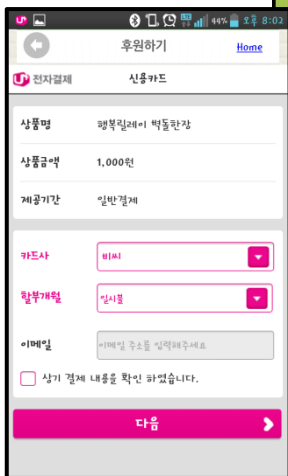 44% 오후 8:02
후원하기 Home
전자결제 신용카드
상품명 행복릴레이 벽돌한장
상품금액 1,000원
제공기간 일반결제
카드사 비씨
할부개월 일시불
이메일 이메일 주소를 입력해주세요
상기 결제 내용을 확인 하였습니다.
다음